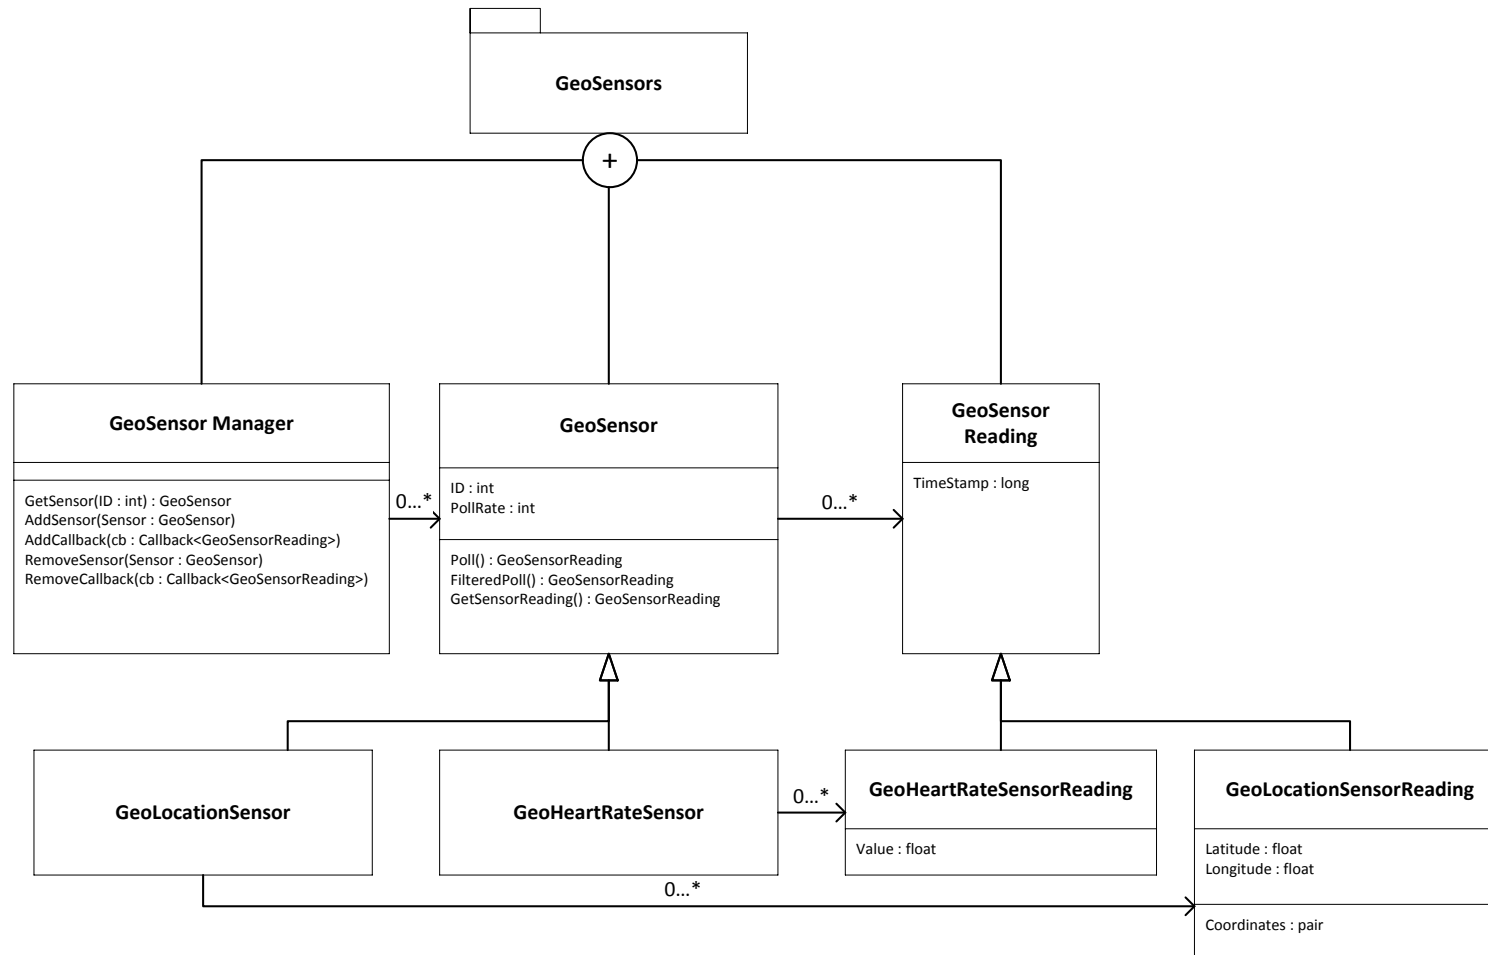 GeoSensors
+
GeoSensor Manager
GetSensor(ID : int) : GeoSensor
AddSensor(Sensor : GeoSensor)
AddCallback(cb : Callback<GeoSensorReading>)
RemoveSensor(Sensor : GeoSensor)
RemoveCallback(cb : Callback<GeoSensorReading>)
0...*
GeoSensor
ID : int
PollRate : int
Poll() : GeoSensorReading
FilteredPoll() : GeoSensorReading
GetSensorReading() : GeoSensorReading
0...*
GeoSensor
Reading
TimeStamp : long
GeoLocationSensor
GeoHeartRateSensor
0...*
GeoHeartRateSensorReading
Value : float
GeoLocationSensorReading
Latitude : float
Longitude : float
Coordinates : pair
0...*